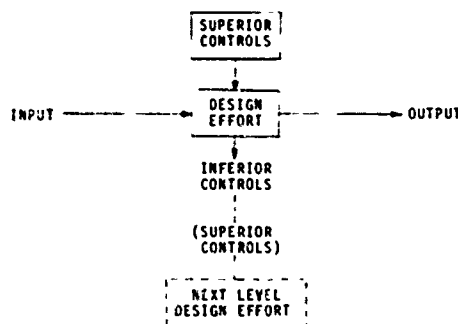 SUPERIOR
CONTROLS
INPUT
DESIGN
EFFORT
OUTPUT
INFERIOR
CONTROLS
(SUPERIOR
CONTROLS)
NEXT LEVEL
DESIGN EFFORT